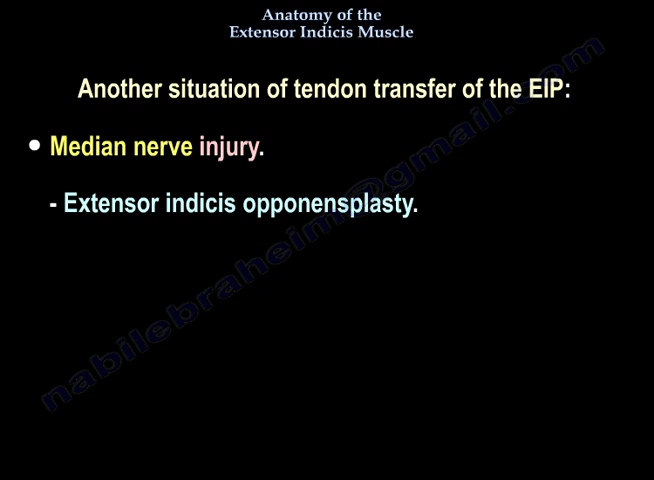 Anatomy of the
Extensor Indicis Muscle
Another situation of tendon transfer of the EIP:
• Median nerve injury.
- Extensor indicis opponensplasty.
nabilebraheim@gmail.com